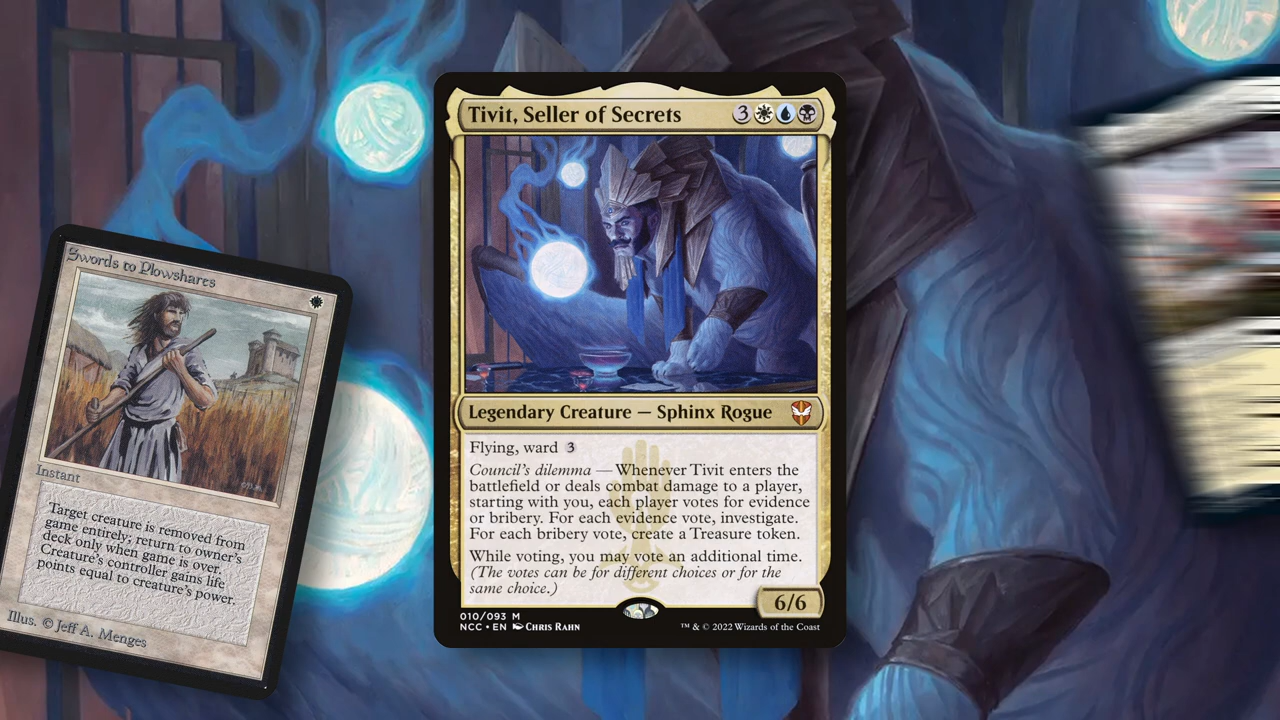 Swords to Plowshares
Instant
Target creature is removed from
game entirely; return to owner's
deck only when game is over.
Creature's controller gains life
points equal to creature's power.
Illus. © Jeff A. Menges
Tivit, Seller of Secrets 3
Legendary Creature — Sphinx Rogue
Flying, ward 3
Council's dilemma — Whenever Tivit enters the
battlefield or deals combat damage to a player,
starting with you, each player votes for evidence
or bribery. For each evidence vote, investigate.
For each bribery vote, create a Treasure token.
While voting, you may vote an additional time.
(The votes can be for different choices or for the
same choice.)
6/6
010/093 M
NCC • EN Chris Rahn
™ & © 2022 Wizards of the Coast